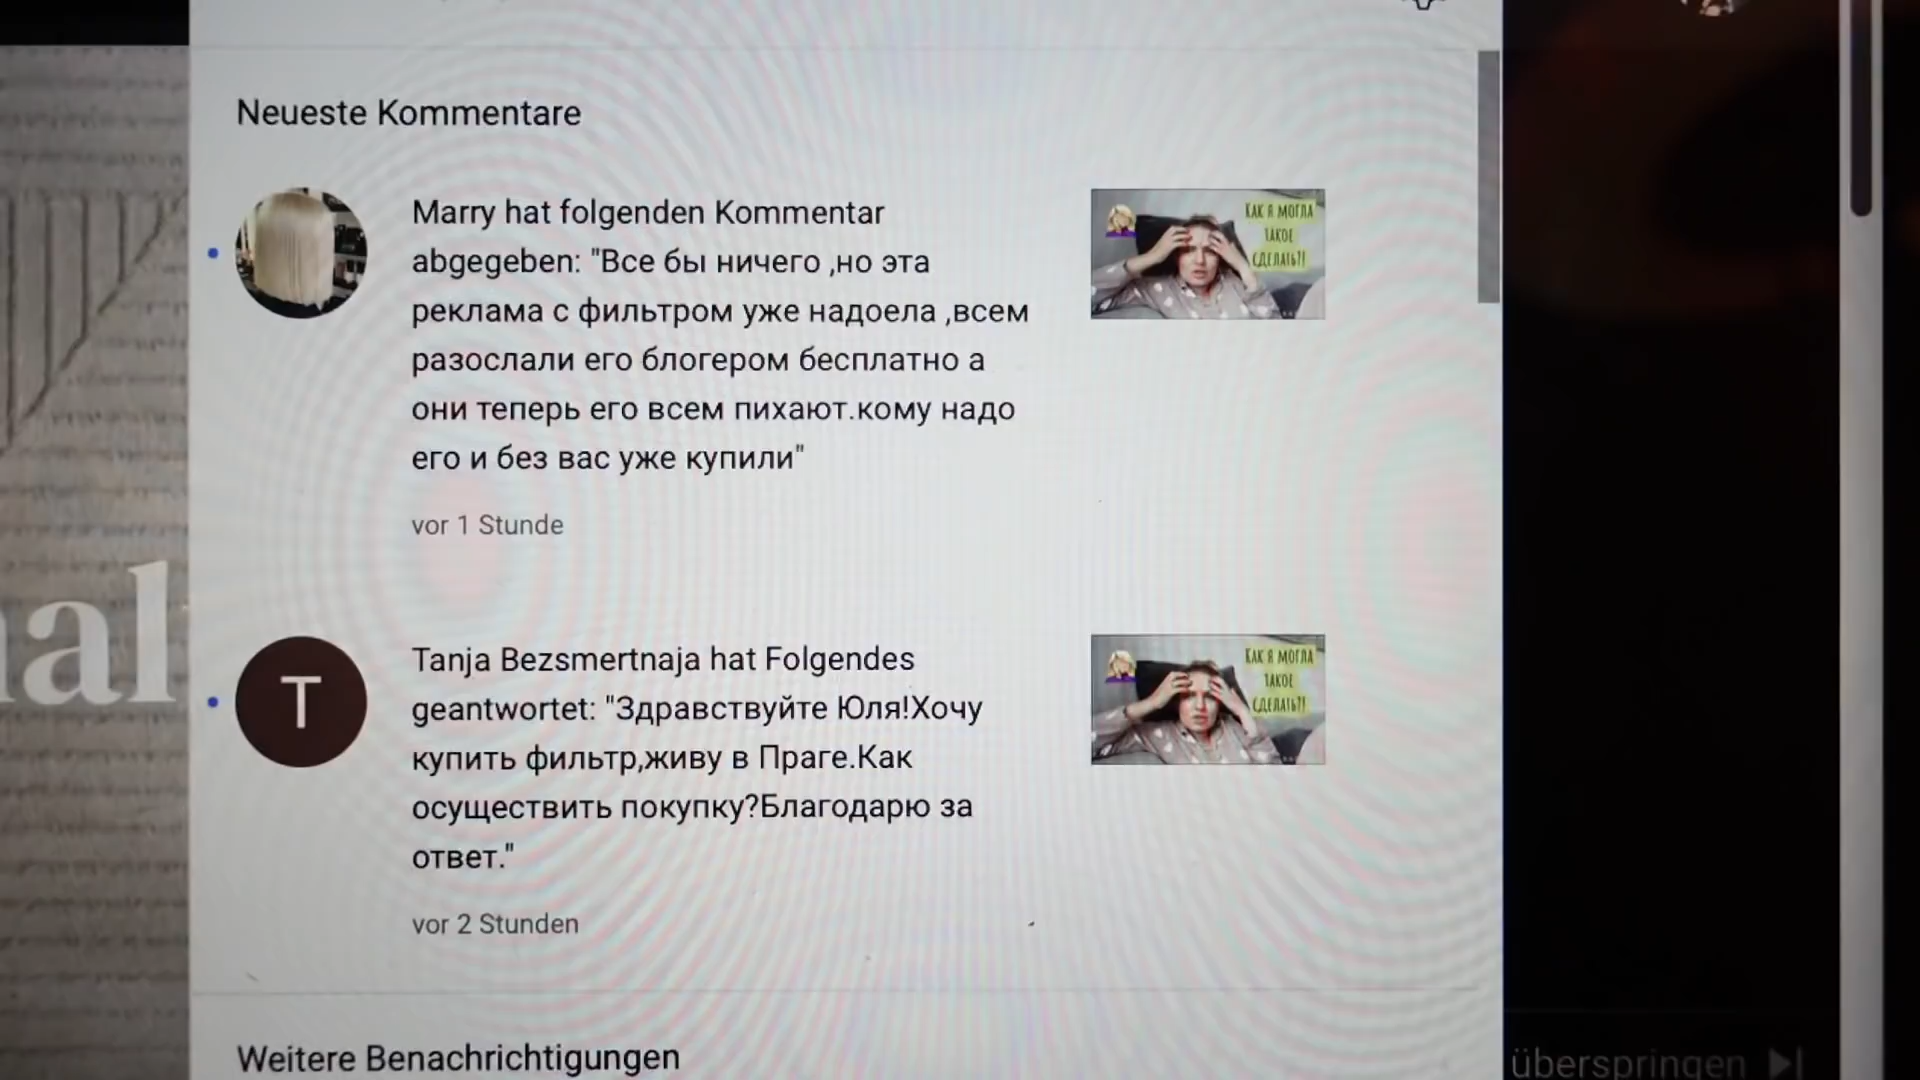 Neueste Kommentare
Marry hat folgenden Kommentar
abgegeben: "Все бы ничего ,но эта
реклама с фильтром уже надоела ,всем
разослали его блогером бесплатно а
они теперь его всем пихают.кому надо
его и без вас уже купили"
vor 1 Stunde
КАК Я МОГЛА
ТАКОЕ
СДЕЛАТЬ?!
T
Tanja Bezsmertnaja hat Folgendes
geantwortet: "Здравствуйте Юля!Хочу
купить фильтр,живу в Праге.Как
осуществить покупку?Благодарю за
ответ."
vor 2 Stunden
КАК Я МОГЛА
ТАКОЕ
СДЕЛАТЬ?!
nal
Weitere Benachrichtigungen
überspringen